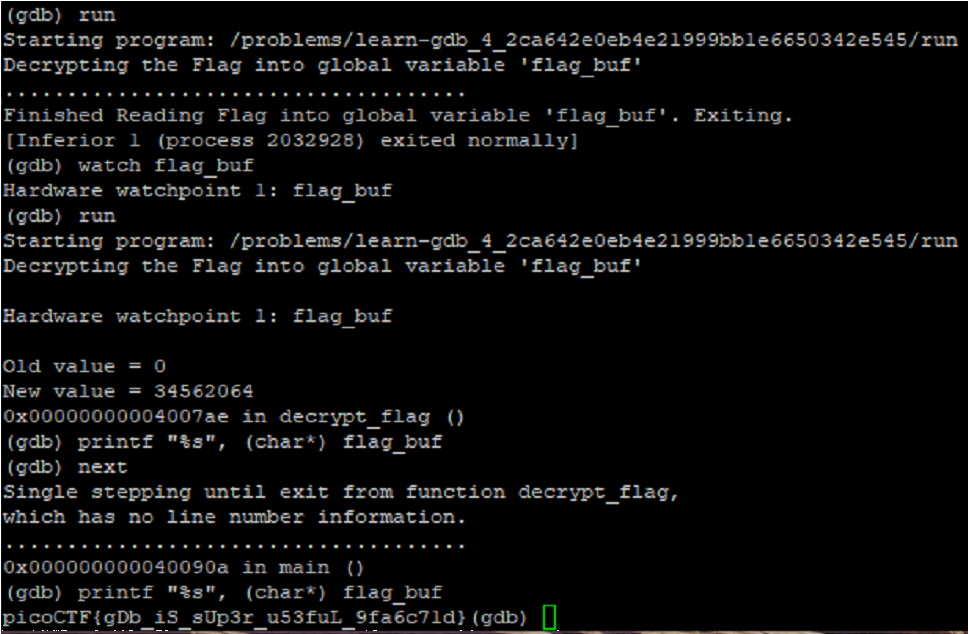 (gdb) run
Starting program: /problems/learn-gdb_4_2ca642e0eb4e21999bb1e6650342e545/run
Decrypting the Flag into global variable 'flag_buf'
.....................................
Finished Reading Flag into global variable 'flag_buf'. Exiting.
[Inferior 1 (process 2032928) exited normally]
(gdb) watch flag_buf
Hardware watchpoint 1: flag_buf
(gdb) run
Starting program: /problems/learn-gdb_4_2ca642e0eb4e21999bb1e6650342e545/run
Decrypting the Flag into global variable 'flag_buf'
Hardware watchpoint 1: flag_buf
Old value = 0
New value = 34562064
0x00000000004007ae in decrypt_flag ()
(gdb) printf "%s", (char*) flag_buf
(gdb) next
Single stepping until exit from function decrypt_flag,
which has no line number information.
.....................................
0x000000000040090a in main ()
(gdb) printf "%s", (char*) flag_buf
picoCTF{gDb_iS_sUp3r_u53fuL_9fa6c71d}(gdb)